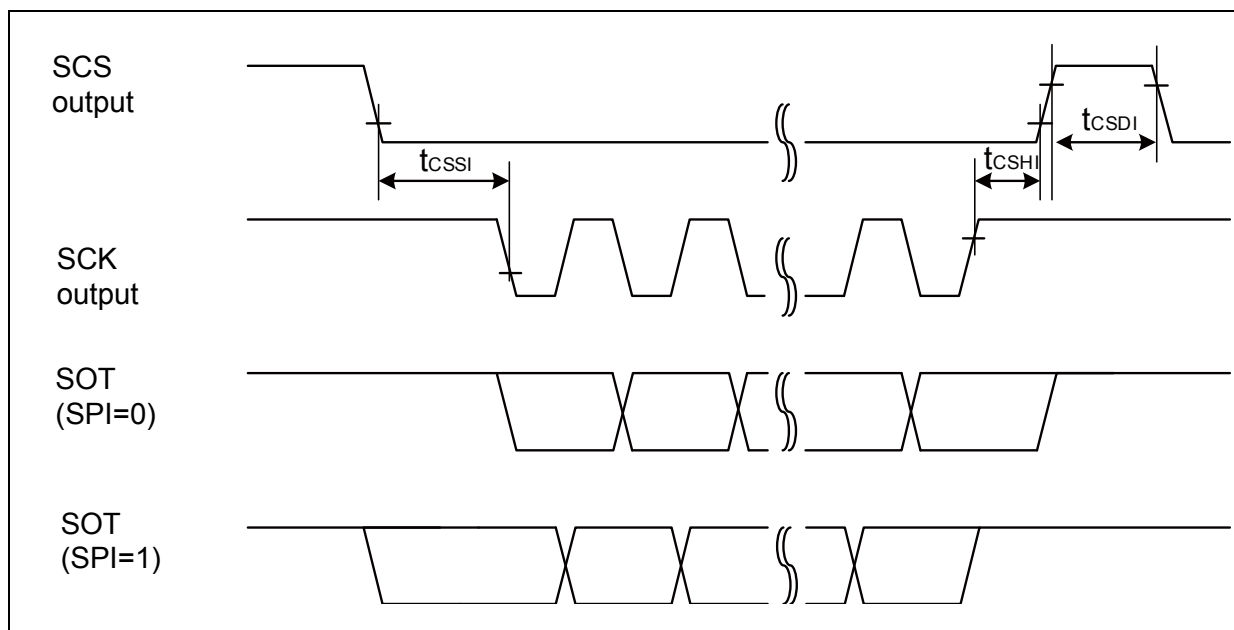 SCS
output
tCSDI
tCSSI
tCSHI
SCK
output
SOT
(SPI=0)
SOT
(SPI=1)